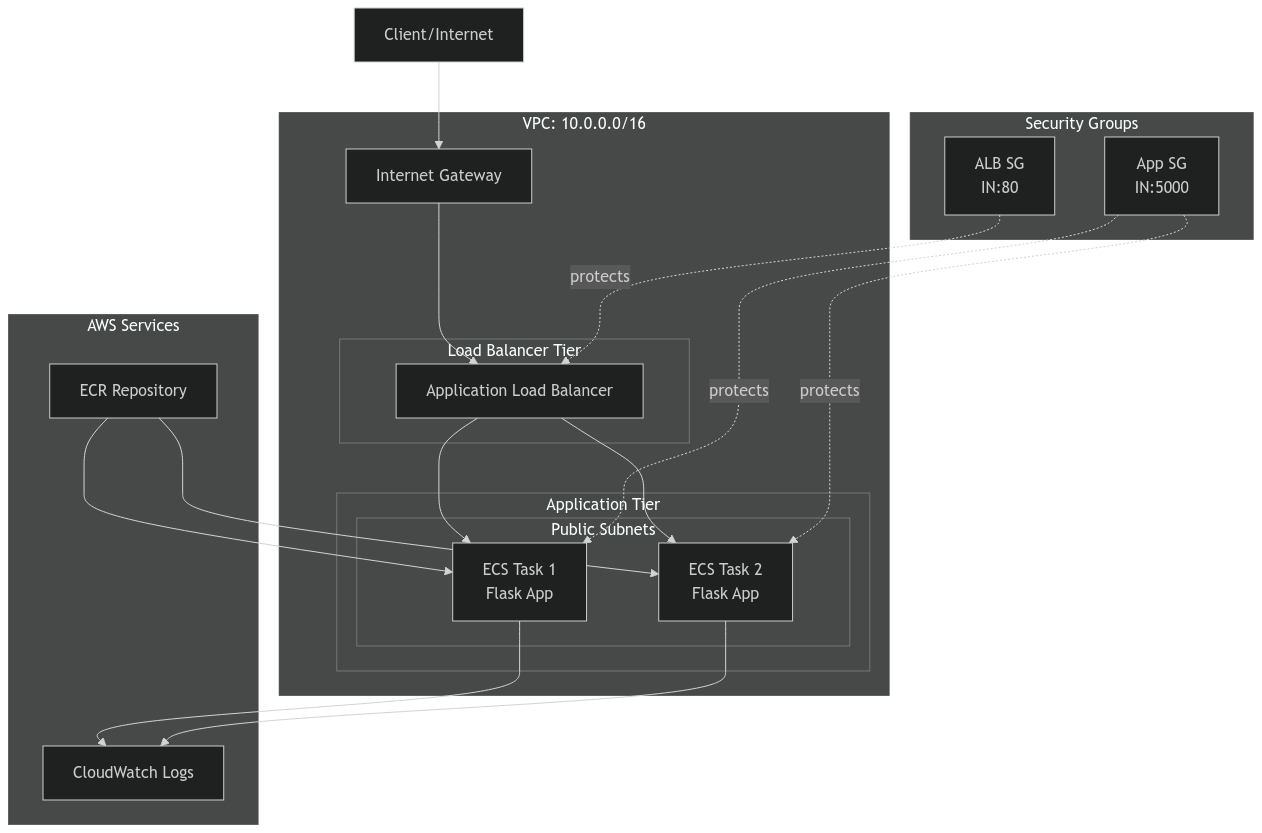 Client/Internet
VPC: 10.0.0.0/16
Security Groups
Internet Gateway
ALB SG
IN:80
App SG
IN:5000
protects
AWS Services
Load Balancer Tier
ECR Repository
Application Load Balancer
protects
protects
Application Tier
Public Subnets
ECS Task 1
Flask App
ECS Task 2
Flask App
CloudWatch Logs